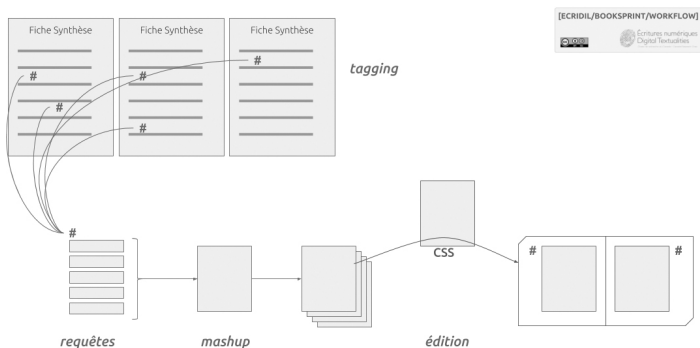 [ECRIDIL/BOOKSPRINT/WORKFLOW]
Écritures numériques
Digital Textualities
Fiche Synthèse
Fiche Synthèse
Fiche Synthèse
tagging
#
#
#
#
#
#
CSS
#
#
requêtes
mashup
édition